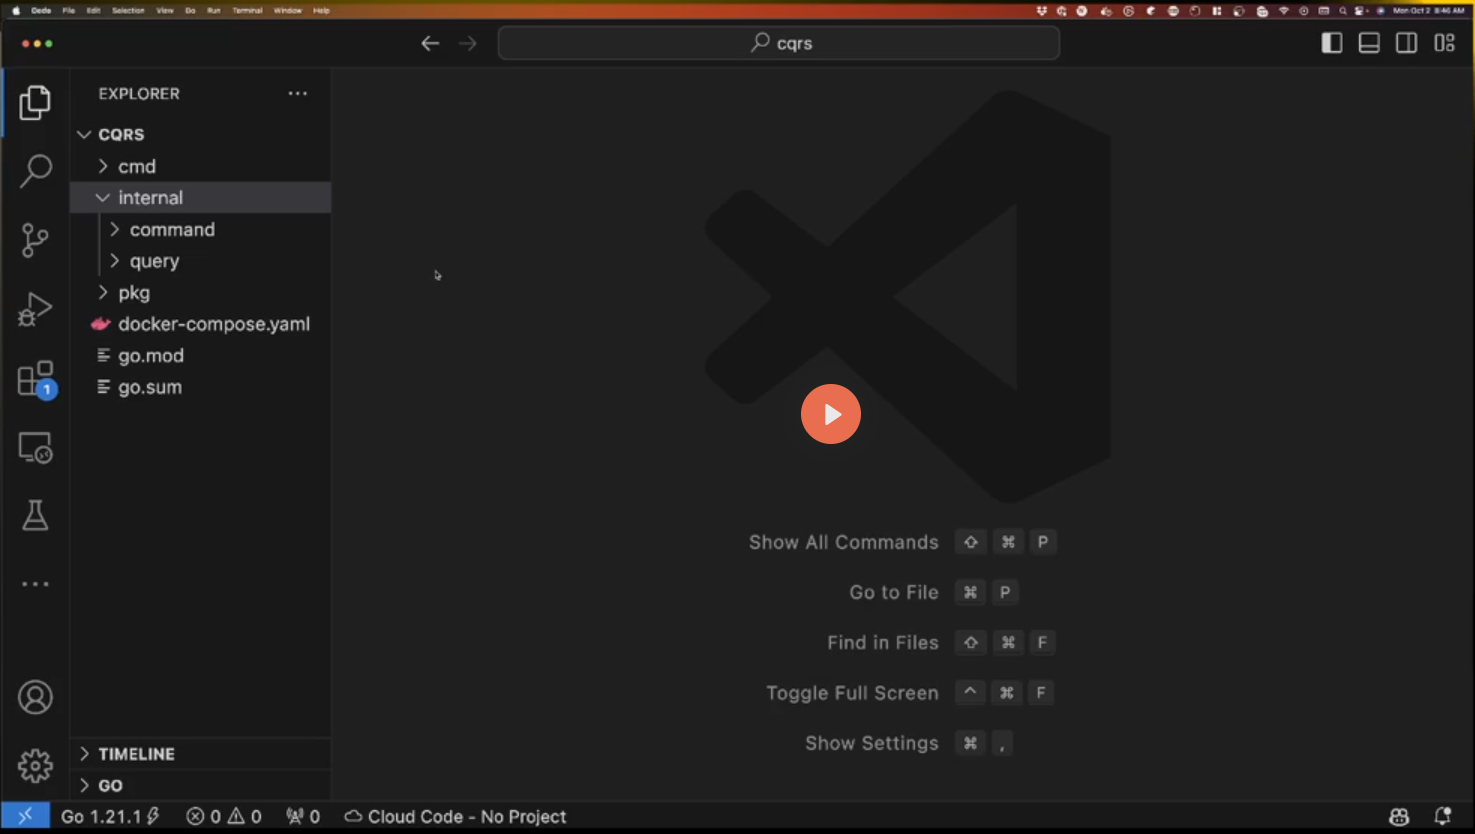 Code File Edit Selection View Go Run Terminal Window Help
Mon Oct 2 8:46 AM
cqrs
EXPLORER
CQRS
cmd
internal
command
query
pkg
docker-compose.yaml
go.mod
go.sum
1
Show All Commands ⇧ ⌘ P
Go to File ⌘ P
Find in Files ⇧ ⌘ F
Toggle Full Screen ^ ⌘ F
Show Settings ⌘ ,
TIMELINE
GO
Go 1.21.1 0 0 0 Cloud Code - No Project